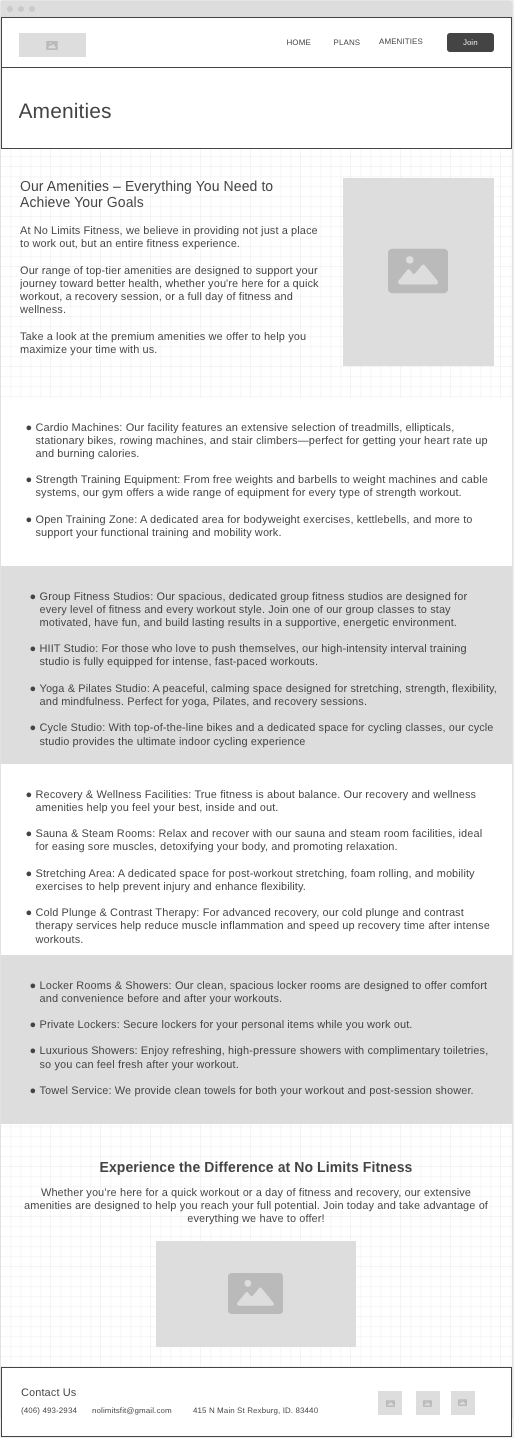 HOME PLANS AMENITIES Join
Amenities
Our Amenities – Everything You Need to
Achieve Your Goals
At No Limits Fitness, we believe in providing not just a place
to work out, but an entire fitness experience.
Our range of top-tier amenities are designed to support your
journey toward better health, whether you're here for a quick
workout, a recovery session, or a full day of fitness and
wellness.
Take a look at the premium amenities we offer to help you
maximize your time with us.
● Cardio Machines: Our facility features an extensive selection of treadmills, ellipticals,
stationary bikes, rowing machines, and stair climbers—perfect for getting your heart rate up
and burning calories.
● Strength Training Equipment: From free weights and barbells to weight machines and cable
systems, our gym offers a wide range of equipment for every type of strength workout.
● Open Training Zone: A dedicated area for bodyweight exercises, kettlebells, and more to
support your functional training and mobility work.
● Group Fitness Studios: Our spacious, dedicated group fitness studios are designed for
every level of fitness and every workout style. Join one of our group classes to stay
motivated, have fun, and build lasting results in a supportive, energetic environment.
● HIIT Studio: For those who love to push themselves, our high-intensity interval training
studio is fully equipped for intense, fast-paced workouts.
● Yoga & Pilates Studio: A peaceful, calming space designed for stretching, strength, flexibility,
and mindfulness. Perfect for yoga, Pilates, and recovery sessions.
● Cycle Studio: With top-of-the-line bikes and a dedicated space for cycling classes, our cycle
studio provides the ultimate indoor cycling experience
● Recovery & Wellness Facilities: True fitness is about balance. Our recovery and wellness
amenities help you feel your best, inside and out.
● Sauna & Steam Rooms: Relax and recover with our sauna and steam room facilities, ideal
for easing sore muscles, detoxifying your body, and promoting relaxation.
● Stretching Area: A dedicated space for post-workout stretching, foam rolling, and mobility
exercises to help prevent injury and enhance flexibility.
● Cold Plunge & Contrast Therapy: For advanced recovery, our cold plunge and contrast
therapy services help reduce muscle inflammation and speed up recovery time after intense
workouts.
● Locker Rooms & Showers: Our clean, spacious locker rooms are designed to offer comfort
and convenience before and after your workouts.
● Private Lockers: Secure lockers for your personal items while you work out.
● Luxurious Showers: Enjoy refreshing, high-pressure showers with complimentary toiletries,
so you can feel fresh after your workout.
● Towel Service: We provide clean towels for both your workout and post-session shower.
Experience the Difference at No Limits Fitness
Whether you're here for a quick workout or a day of fitness and recovery, our extensive
amenities are designed to help you reach your full potential. Join today and take advantage of
everything we have to offer!
Contact Us
(406) 493-2934 nolimitsfit@gmail.com 415 N Main St Rexburg, ID. 83440